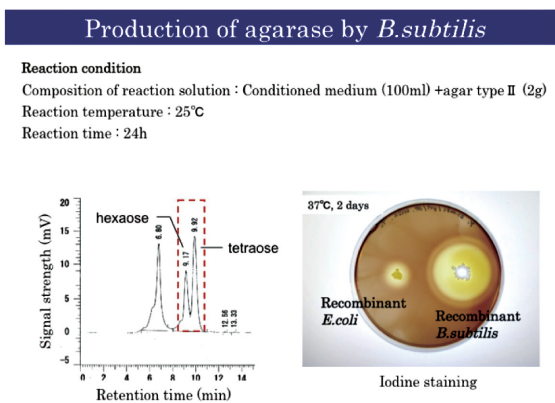 Production of agarase by B.subtilis
Reaction condition
Composition of reaction solution : Conditioned medium (100ml) +agar type Ⅱ (2g)
Reaction temperature : 25℃
Reaction time : 24h
Signal strength (mV)
20
15
10
5
0
-5
hexaose
tetraose
6.80
9.17
9.92
12.56
13.33
0 2 4 6 8 10 12 14
Retention time (min)
37℃, 2 days
Recombinant
E.coli
Recombinant
B.subtilis
Iodine staining